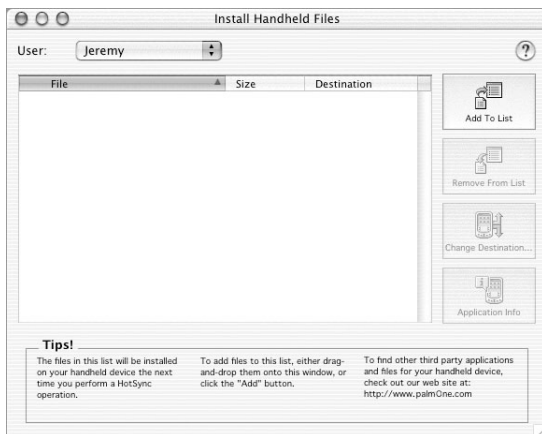 Install Handheld Files
User:
Jeremy
?
File
Size
Destination
Add To List
Remove From List
Change Destination...
Application Info
Tips!
The files in this list will be installed
on your handheld device the next
time you perform a HotSync
operation.
To add files to this list, either drag-
and-drop them onto this window, or
click the "Add" button.
To find other third party applications
and files for your handheld device,
check out our web site at:
http://www.palmOne.com